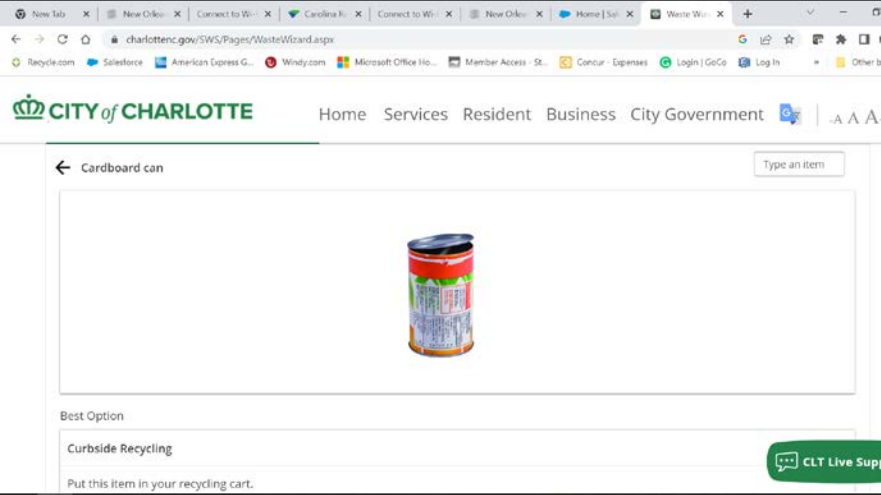 New Tab
New Orlea
Connect to Wi-
Carolina R
Connect to Wi-
New Orlea
Home | Sal
Waste Wiz
charlottenc.gov/SWS/Pages/WasteWizard.aspx
Recycle.com Salesforce American Express G... Windy.com Microsoft Office Ho... Member Access - St... Concur - Expenses Login | GoCo Log In » Other b
CITY of CHARLOTTE
Home Services Resident Business City Government
-A A A
Cardboard can
Type an item
Best Option
Curbside Recycling
Put this item in your recycling cart.
CLT Live Supp